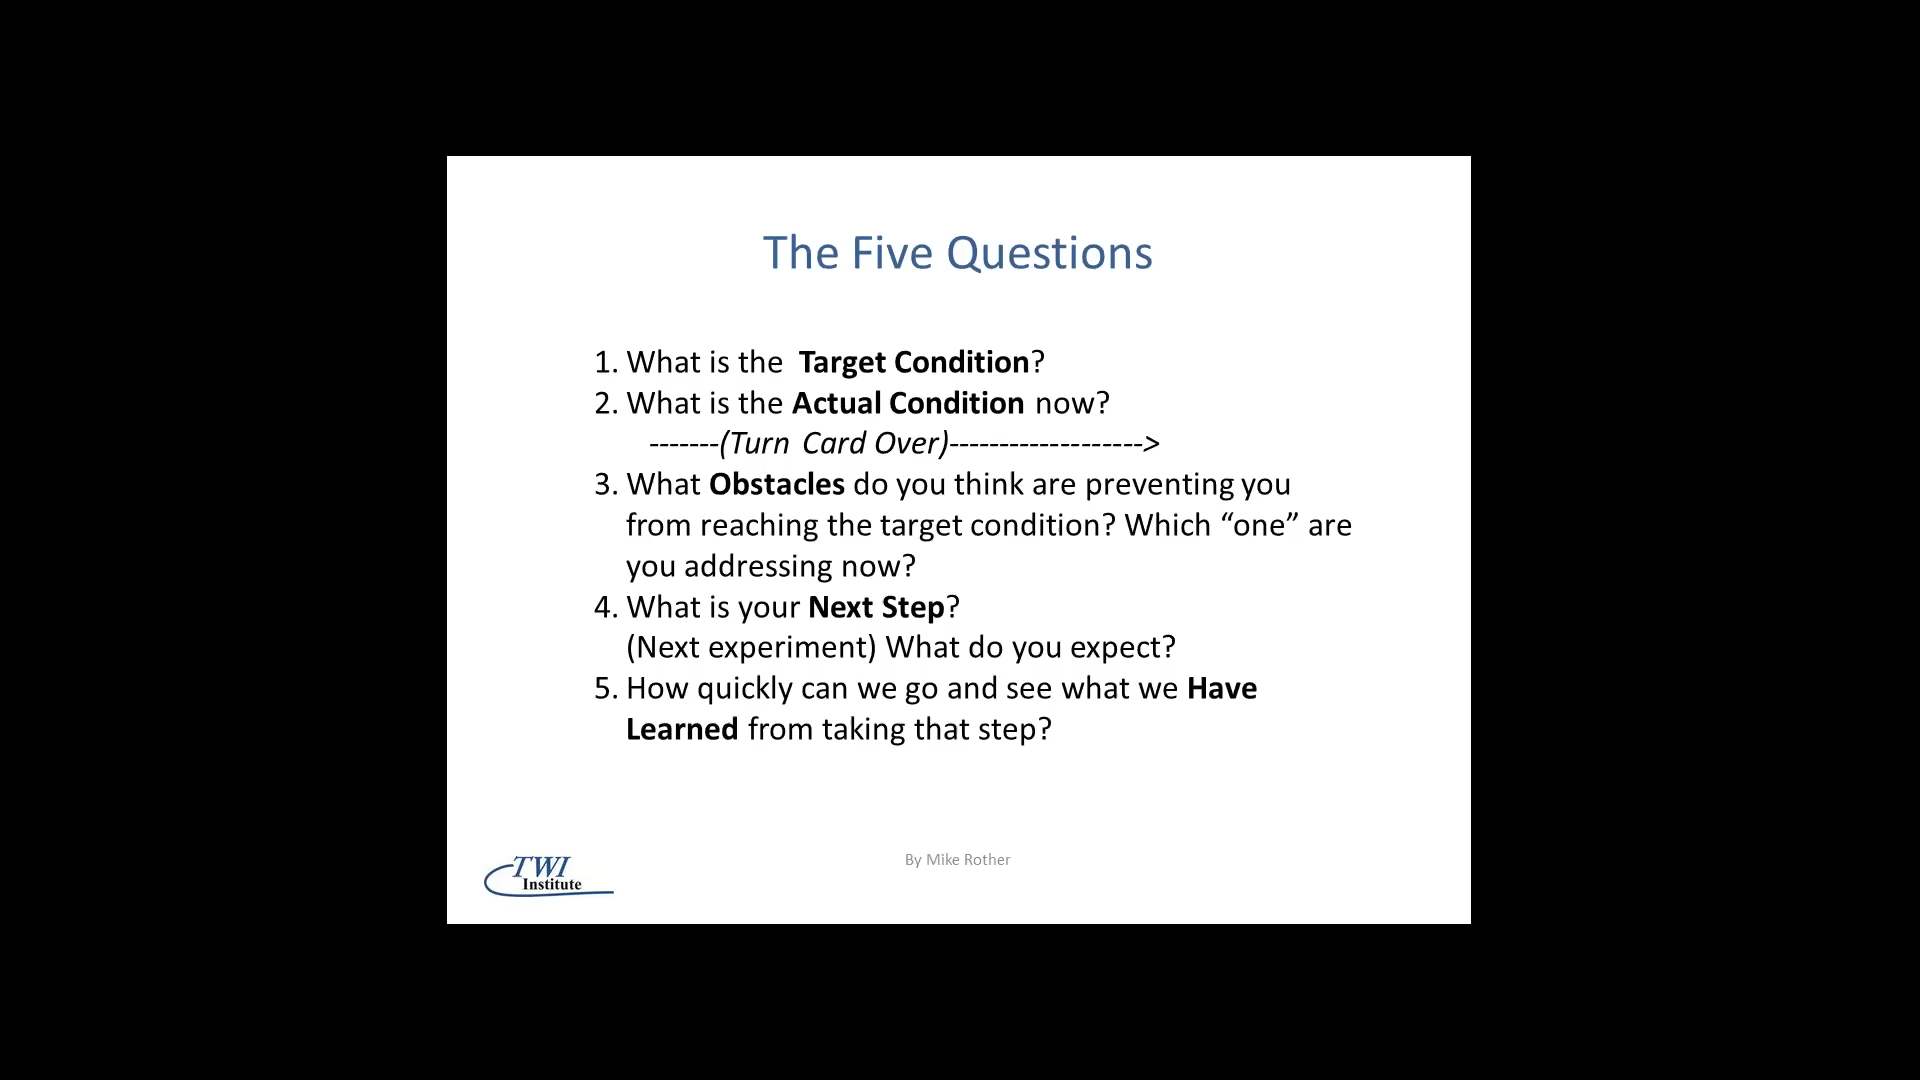 The Five Questions
1. What is the Target Condition?
2. What is the Actual Condition now?
-------(Turn Card Over)------------------->
3. What Obstacles do you think are preventing you
from reaching the target condition? Which “one” are
you addressing now?
4. What is your Next Step?
(Next experiment) What do you expect?
5. How quickly can we go and see what we Have
Learned from taking that step?
By Mike Rother
TWI
Institute